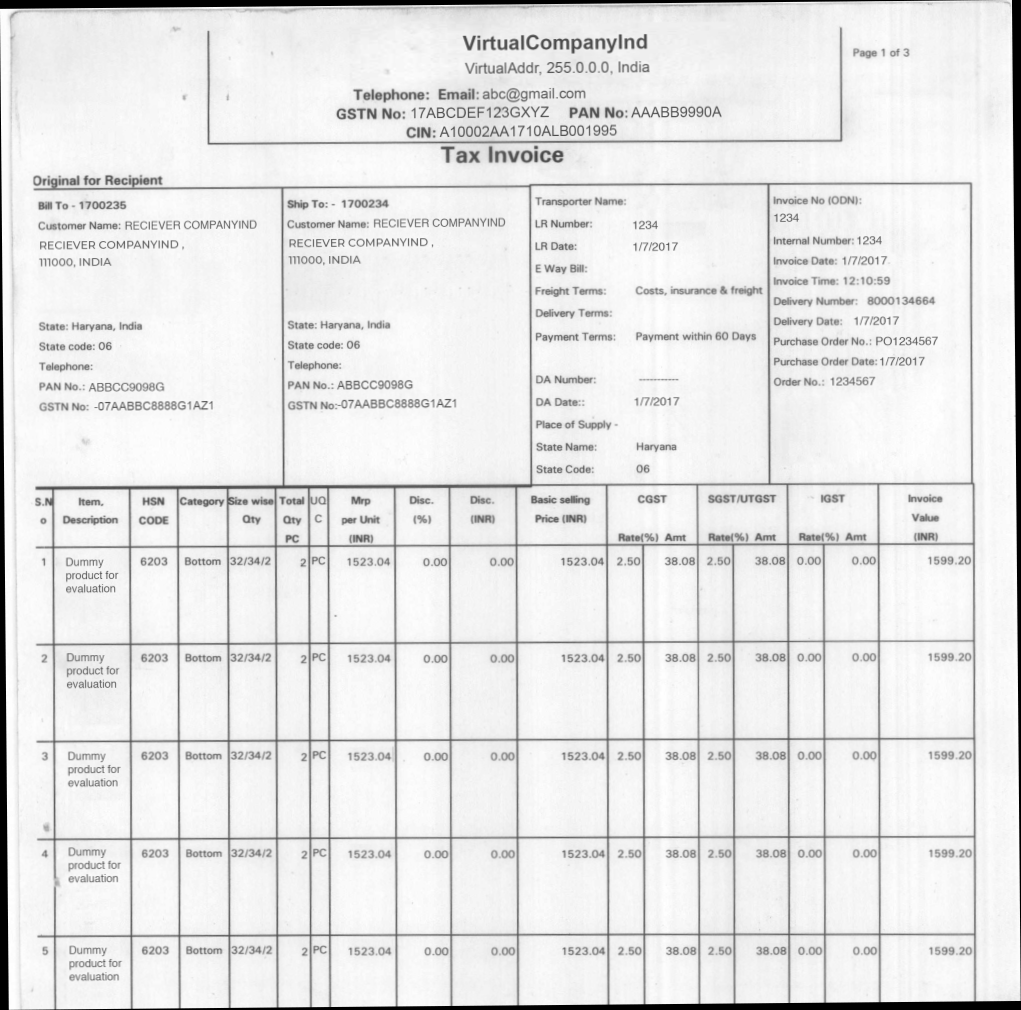 VirtualCompanyInd
VirtualAddr, 255.0.0.0, India
Page 1 of 3
Telephone: Email: abc@gmail.com
GSTN No: 17ABCDEF123GXYZ PAN No: AAABB9990A
CIN: A10002AA1710ALB001995
Tax Invoice
Original for Recipient
Bill To - 1700235
Customer Name: RECIEVER COMPANYIND
RECIEVER COMPANYIND ,
111000, INDIA
State: Haryana, India
State code: 06
Telephone:
PAN No.: ABBCC9098G
GSTN No: -07AABBC8888G1AZ1
Ship To: - 1700234
Customer Name: RECIEVER COMPANYIND
RECIEVER COMPANYIND ,
111000, INDIA
State: Haryana, India
State code: 06
Telephone:
PAN No.: ABBCC9098G
GSTN No:-07AABBC8888G1AZ1
Transporter Name:
LR Number: 1234
LR Date: 1/7/2017
E Way Bill:
Freight Terms: Costs, insurance & freight
Delivery Terms:
Payment Terms: Payment within 60 Days
DA Number: -----------
DA Date:: 1/7/2017
Place of Supply -
State Name: Haryana
State Code: 06
Invoice No (ODN):
1234
Internal Number: 1234
Invoice Date: 1/7/2017
Invoice Time: 12:10:59
Delivery Number: 8000134664
Delivery Date: 1/7/2017
Purchase Order No.: PO1234567
Purchase Order Date: 1/7/2017
Order No.: 1234567
S.N Item. HSN Category Size wise Total UQ Mrp Disc. Disc. Basic selling CGST SGST/UTGST IGST Invoice
o Description CODE Qty Qty C per Unit (%) (INR) Price (INR) Value
PC (INR) Rate(%) Amt Rate(%) Amt Rate(%) Amt (INR)
1 Dummy 6203 Bottom 32/34/2 2 PC 1523.04 0.00 0.00 1523.04 2.50 38.08 2.50 38.08 0.00 0.00 1599.20
product for
evaluation
2 Dummy 6203 Bottom 32/34/2 2 PC 1523.04 0.00 0.00 1523.04 2.50 38.08 2.50 38.08 0.00 0.00 1599.20
product for
evaluation
3 Dummy 6203 Bottom 32/34/2 2 PC 1523.04 0.00 0.00 1523.04 2.50 38.08 2.50 38.08 0.00 0.00 1599.20
product for
evaluation
4 Dummy 6203 Bottom 32/34/2 2 PC 1523.04 0.00 0.00 1523.04 2.50 38.08 2.50 38.08 0.00 0.00 1599.20
product for
evaluation
5 Dummy 6203 Bottom 32/34/2 2 PC 1523.04 0.00 0.00 1523.04 2.50 38.08 2.50 38.08 0.00 0.00 1599.20
product for
evaluation